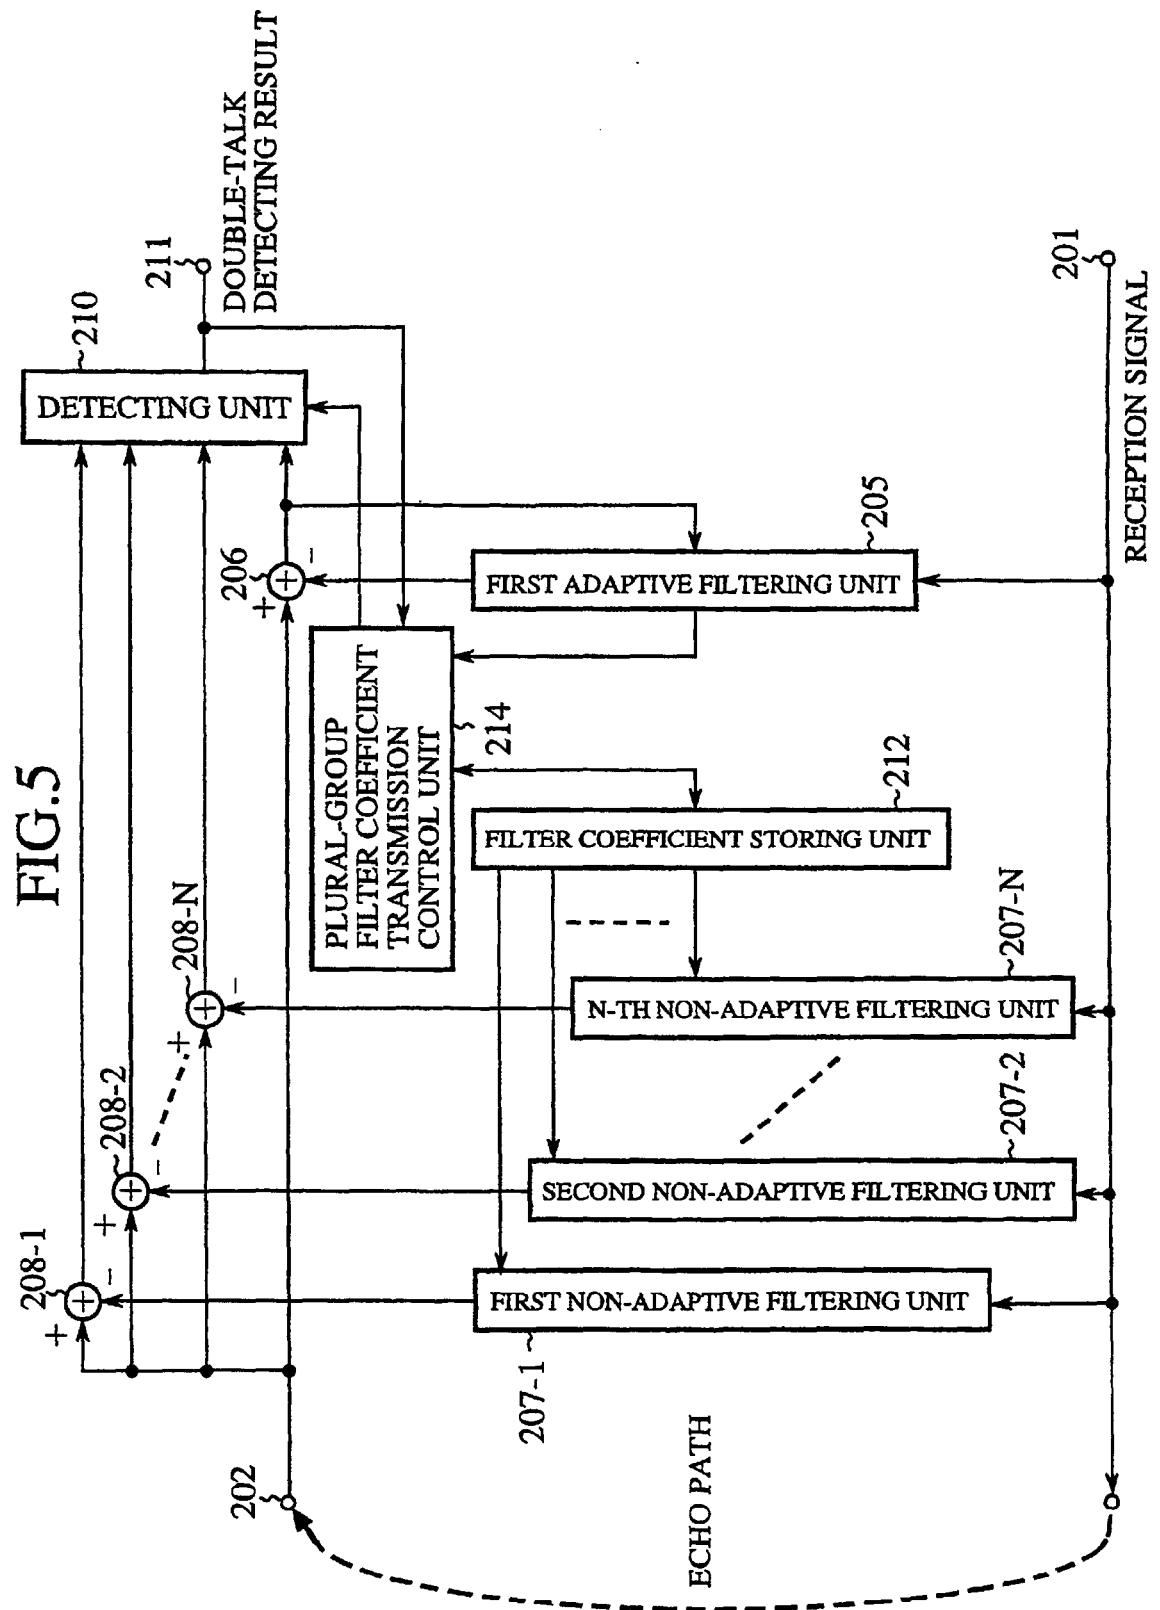 FIG.5
208-1
+
-
208-2
+
-
208-N
+
-
206
+
-
DETECTING UNIT
210
211
DOUBLE-TALK
DETECTING RESULT
PLURAL-GROUP
FILTER COEFFICIENT
TRANSMISSION
CONTROL UNIT
214
FIRST ADAPTIVE FILTERING UNIT
205
FILTER COEFFICIENT STORING UNIT
212
N-TH NON-ADAPTIVE FILTERING UNIT
207-N
SECOND NON-ADAPTIVE FILTERING UNIT
207-2
FIRST NON-ADAPTIVE FILTERING UNIT
207-1
202
ECHO PATH
201
RECEPTION SIGNAL